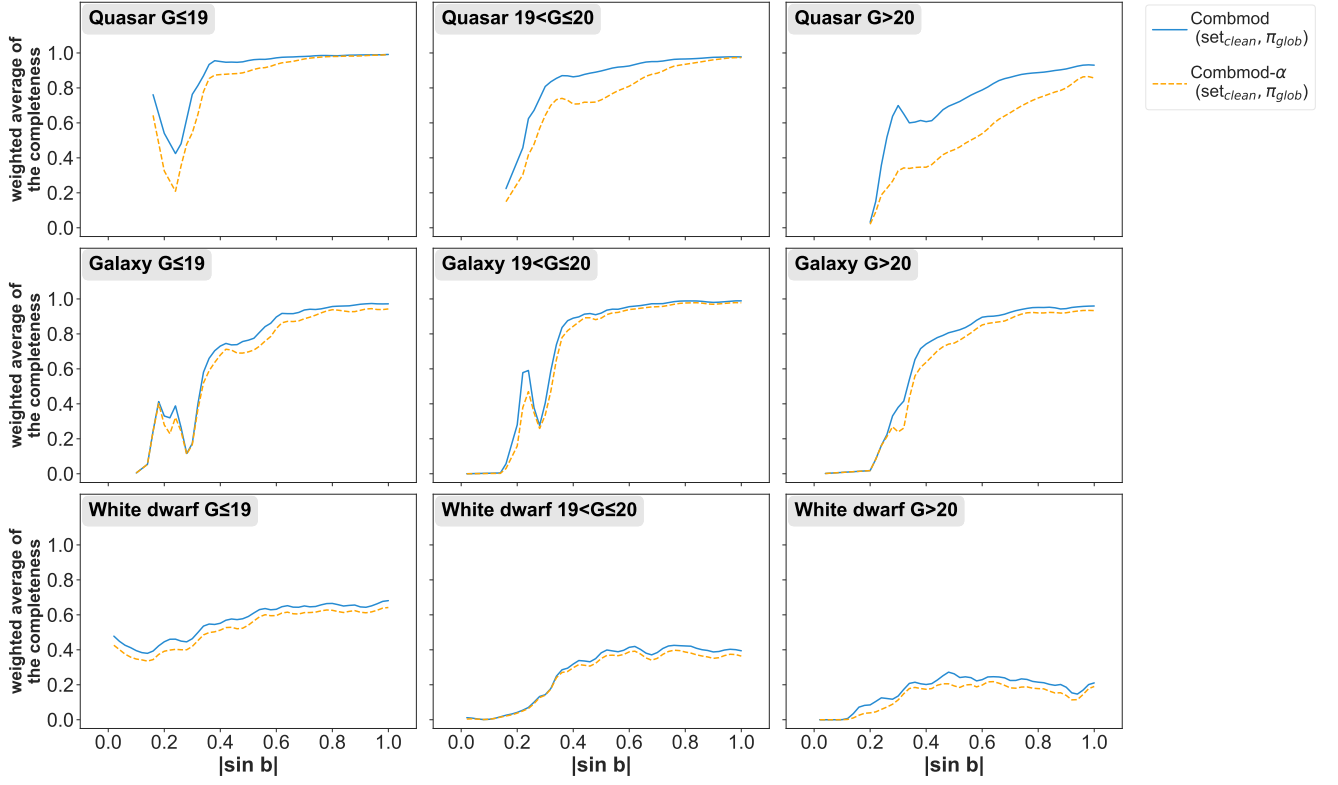 Quasar G≤19
Quasar 19<G≤20
Quasar G>20
Combmod
(set_clean, π_glob)
Combmod-α
(set_clean, π_glob)
weighted average of
the completeness
1.0
0.8
0.6
0.4
0.2
0.0
Galaxy G≤19
Galaxy 19<G≤20
Galaxy G>20
weighted average of
the completeness
1.0
0.8
0.6
0.4
0.2
0.0
White dwarf G≤19
White dwarf 19<G≤20
White dwarf G>20
weighted average of
the completeness
1.0
0.8
0.6
0.4
0.2
0.0
0.0 0.2 0.4 0.6 0.8 1.0
0.0 0.2 0.4 0.6 0.8 1.0
0.0 0.2 0.4 0.6 0.8 1.0
|sin b|
|sin b|
|sin b|